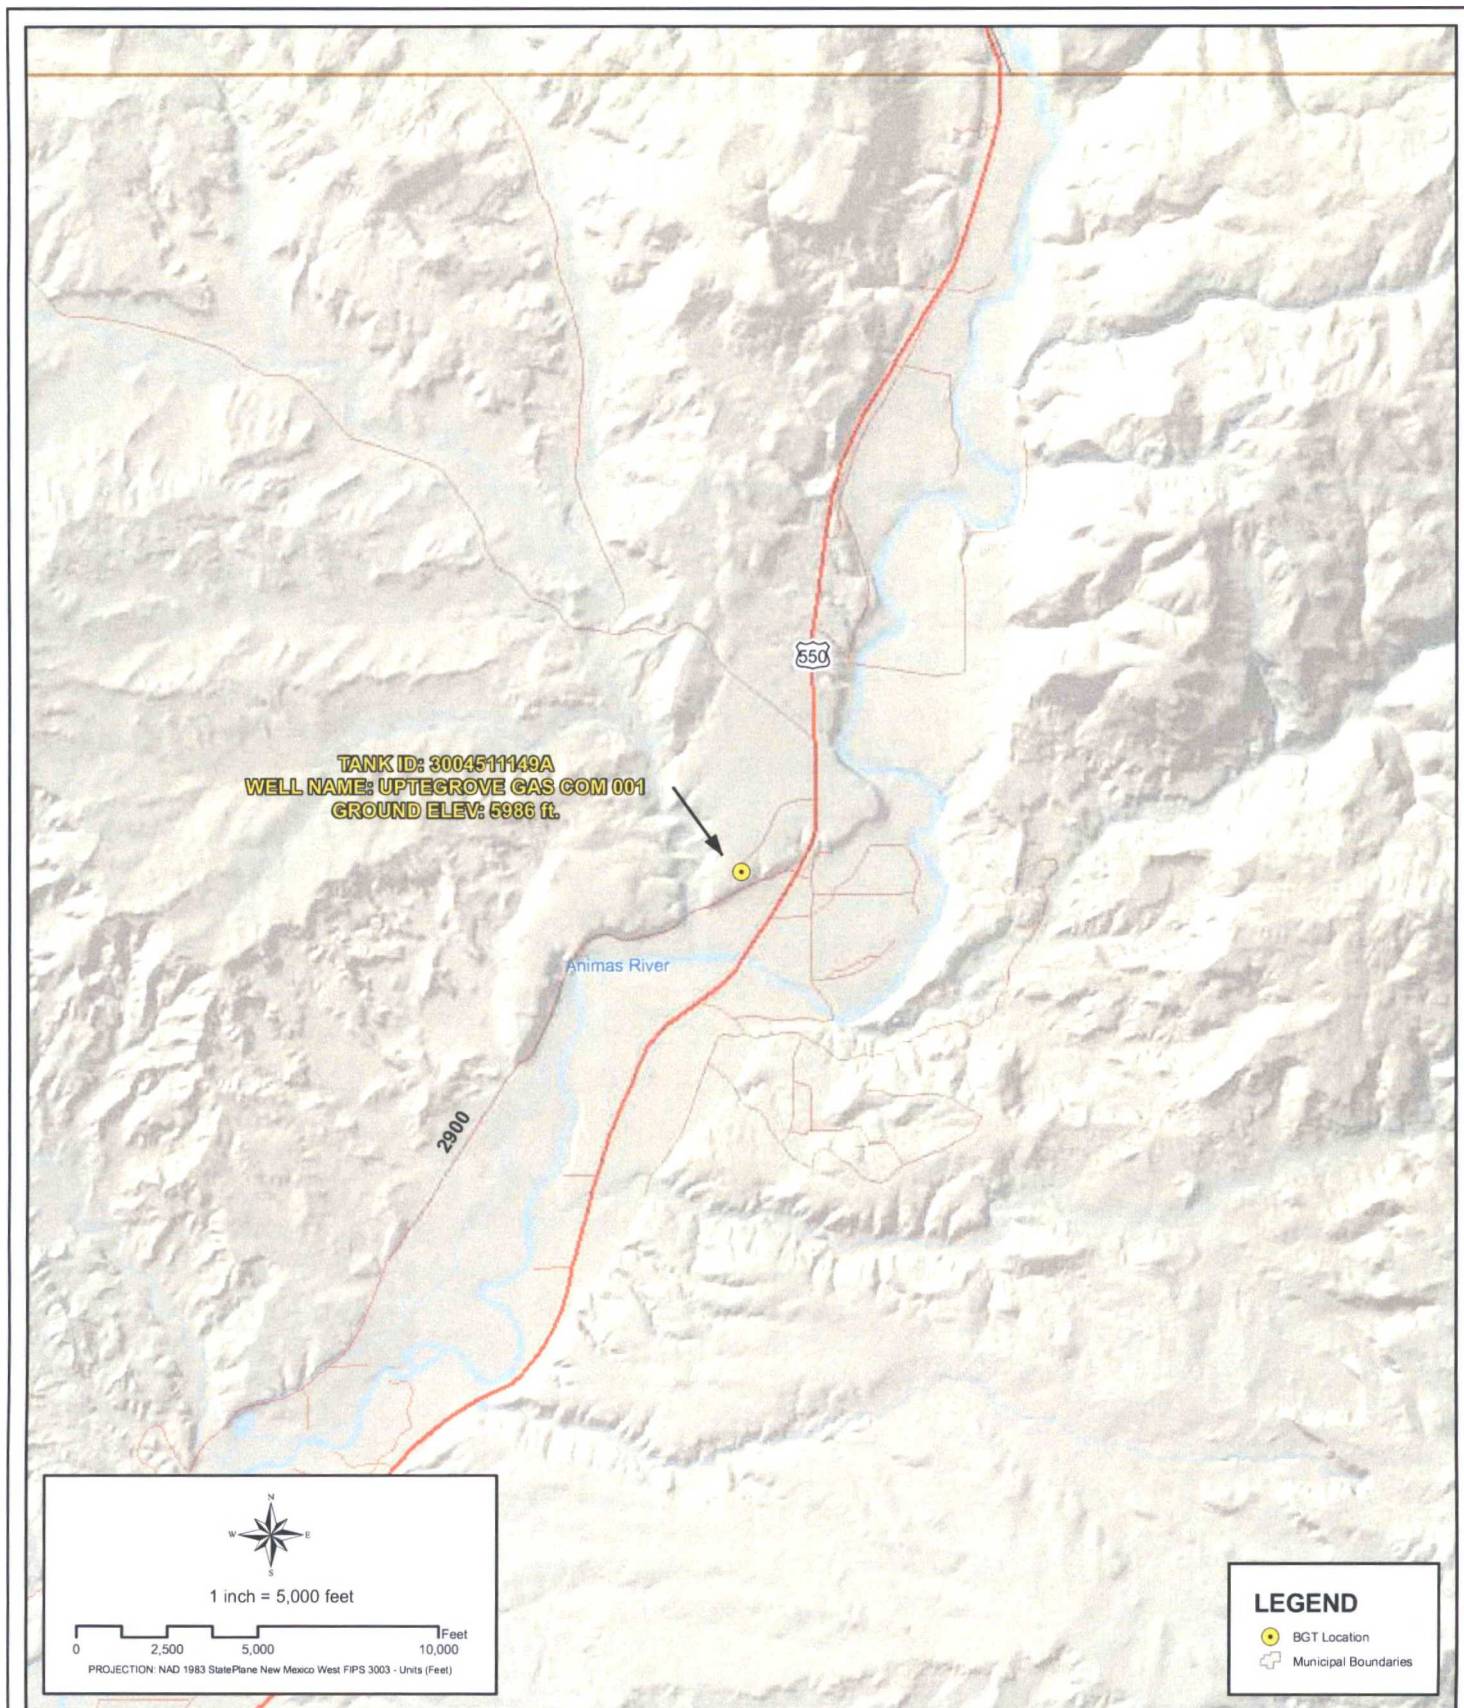 550
TANK ID: 3004511149A
WELL NAME: UPTEGROVE GAS COM 001
GROUND ELEV: 5986 ft.
Animas River
2900
N
W E
S
1 inch = 5,000 feet
Feet
0 2,500 5,000 10,000
PROJECTION: NAD 1983 StatePlane New Mexico West FIPS 3003 - Units (Feet)
LEGEND
BGT Location
Municipal Boundaries